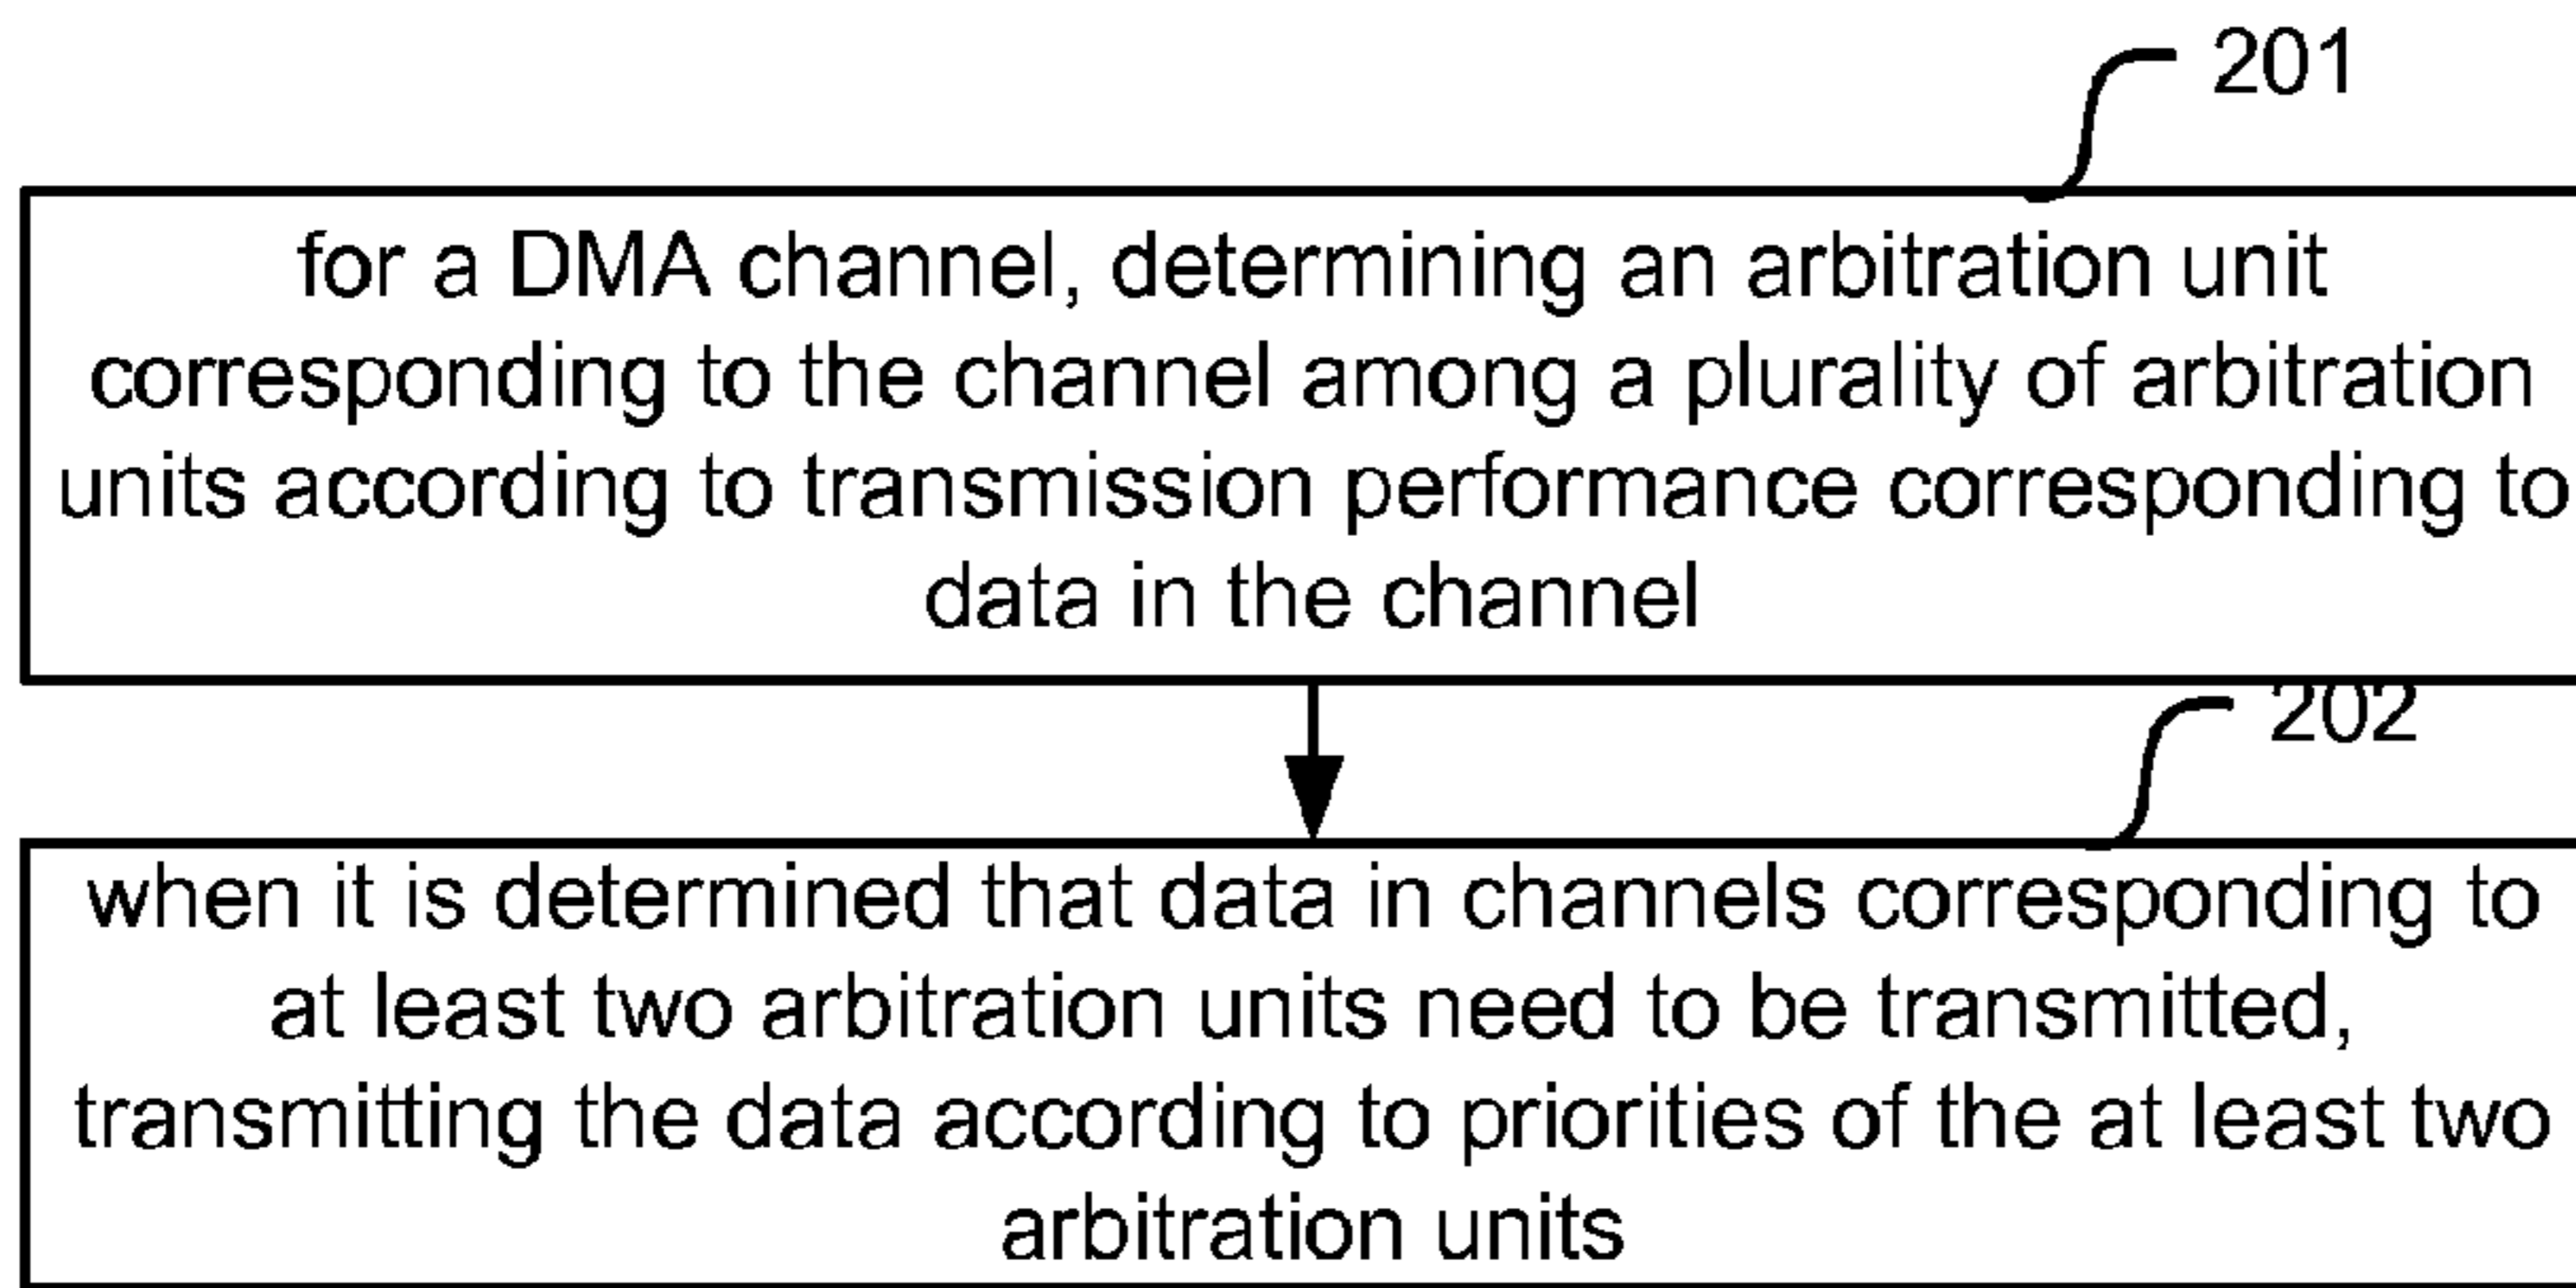 201
for a DMA channel, determining an arbitration unit
corresponding to the channel among a plurality of arbitration
units according to transmission performance corresponding to
data in the channel
202
when it is determined that data in channels corresponding to
at least two arbitration units need to be transmitted,
transmitting the data according to priorities of the at least two
arbitration units